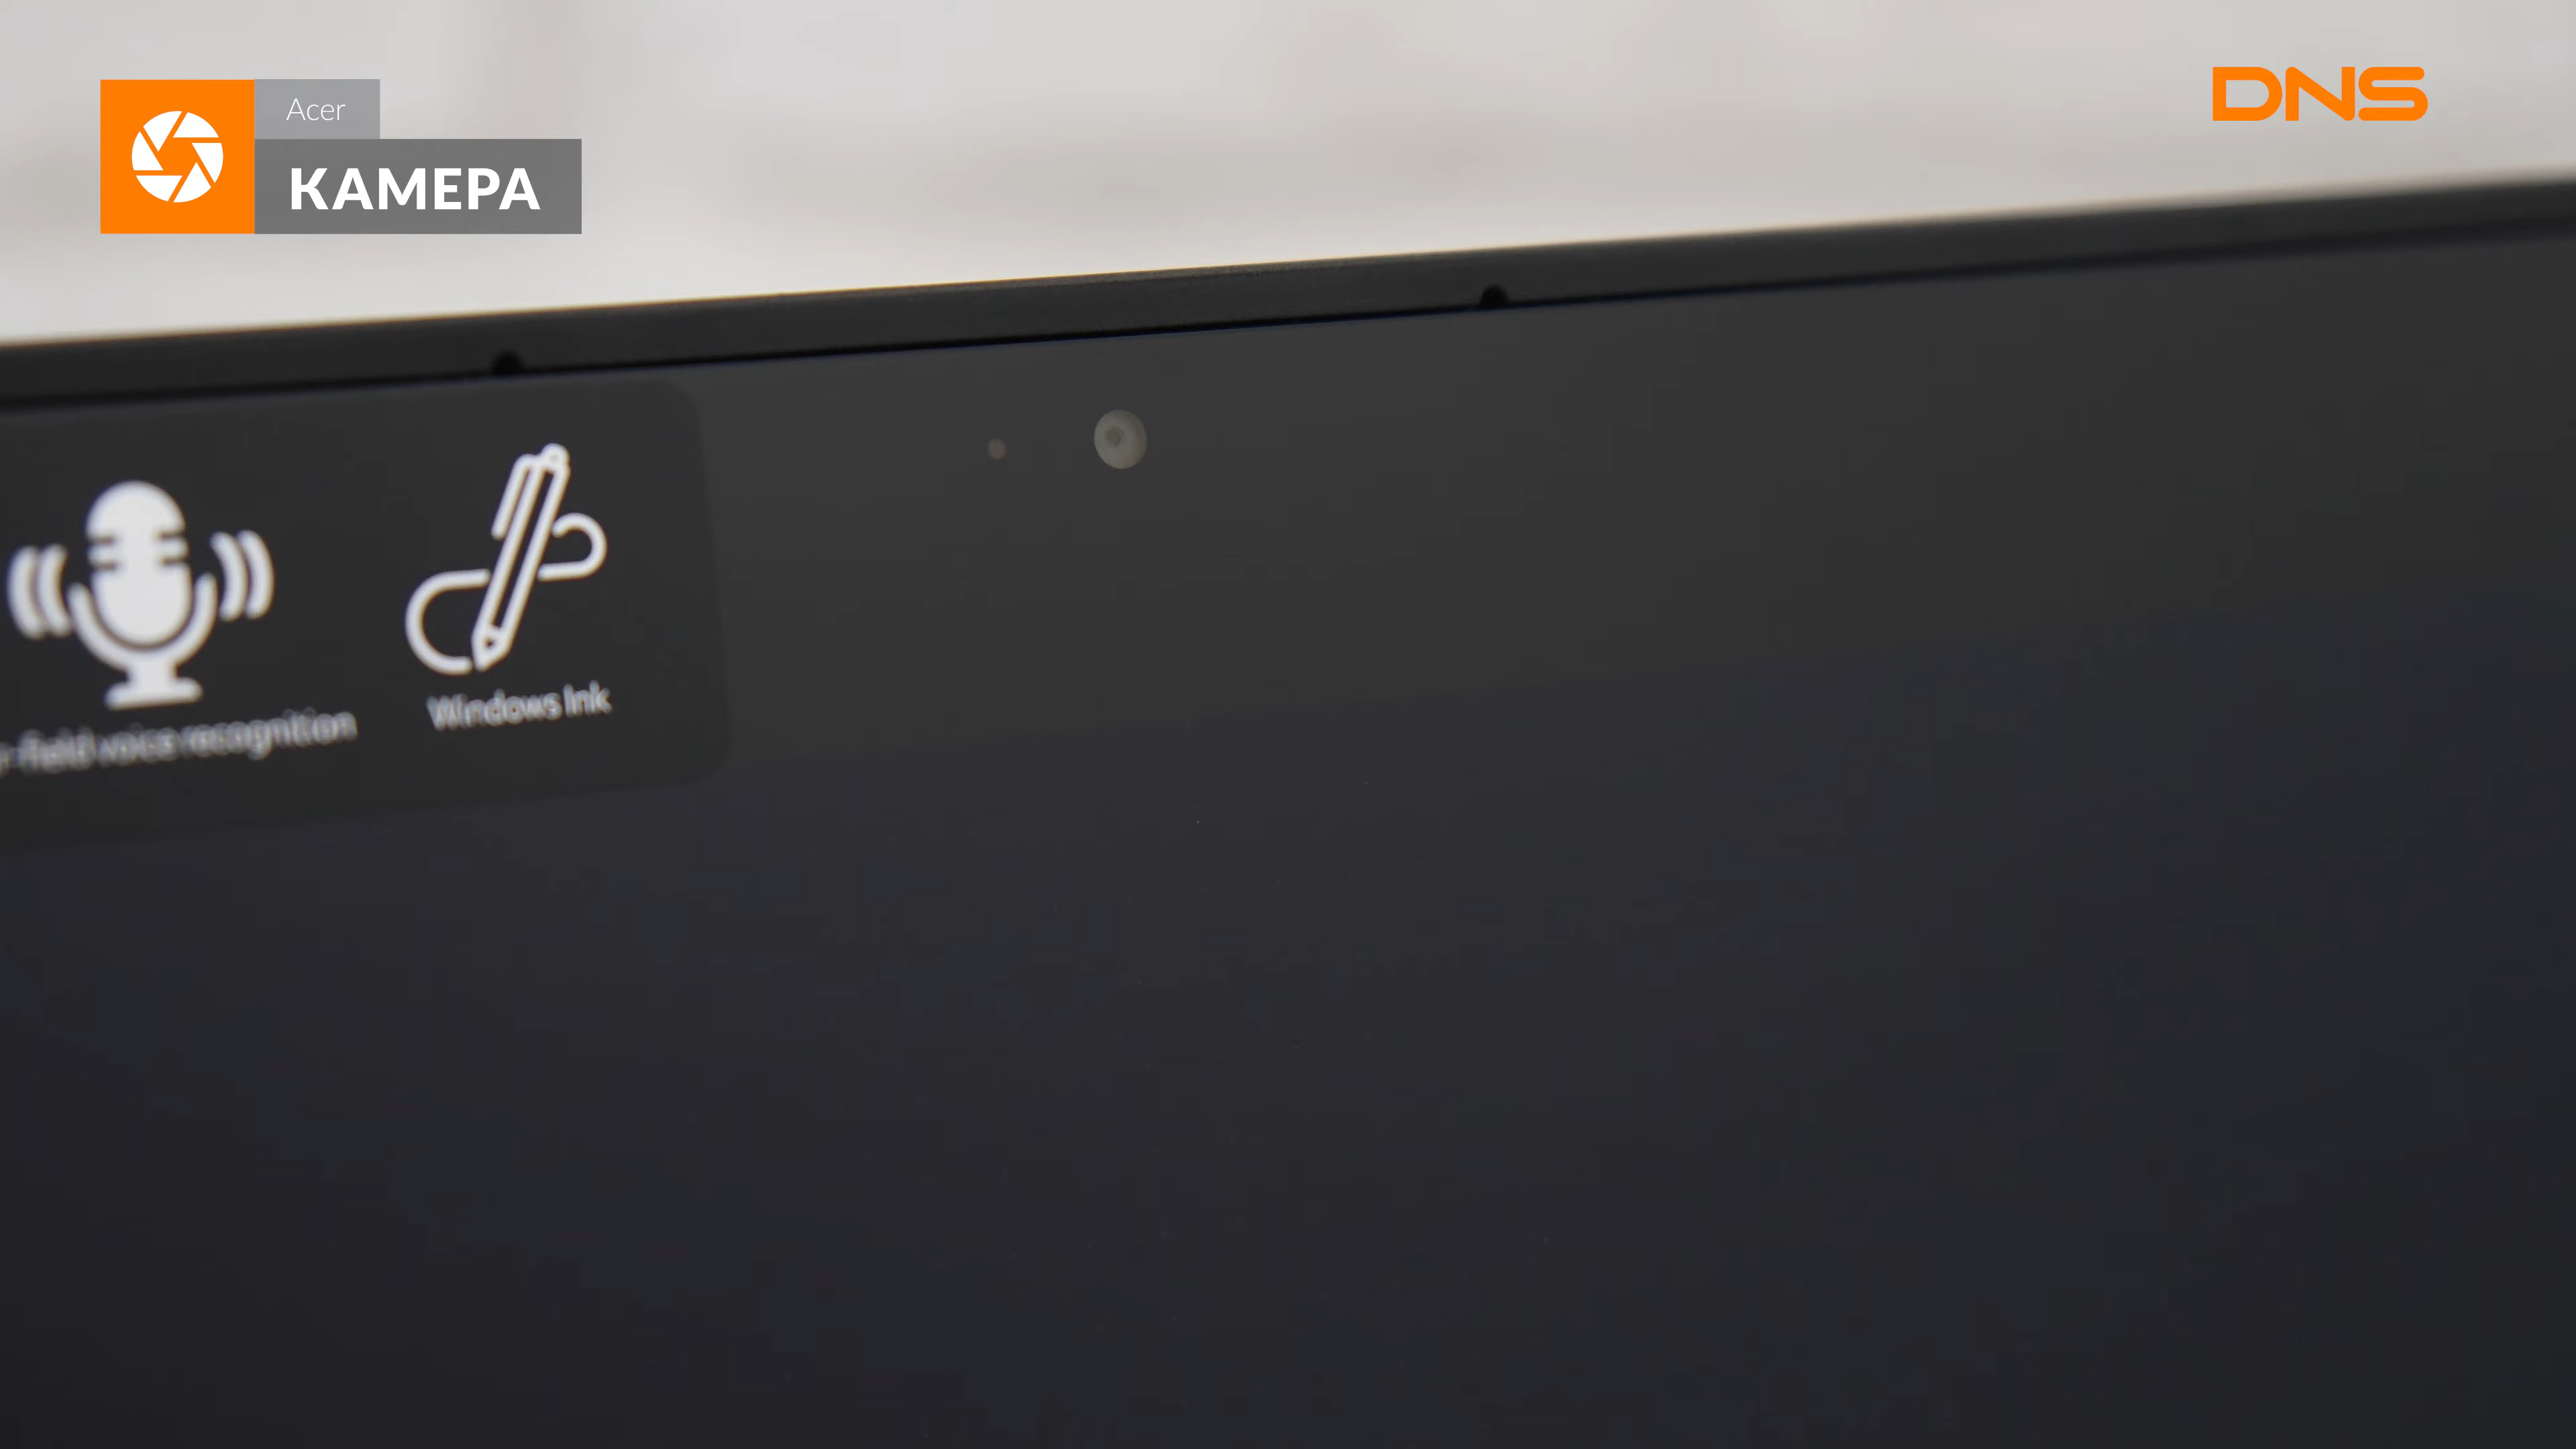 Acer
КАМЕРА
DNS
-field voice recognition
Windows Ink